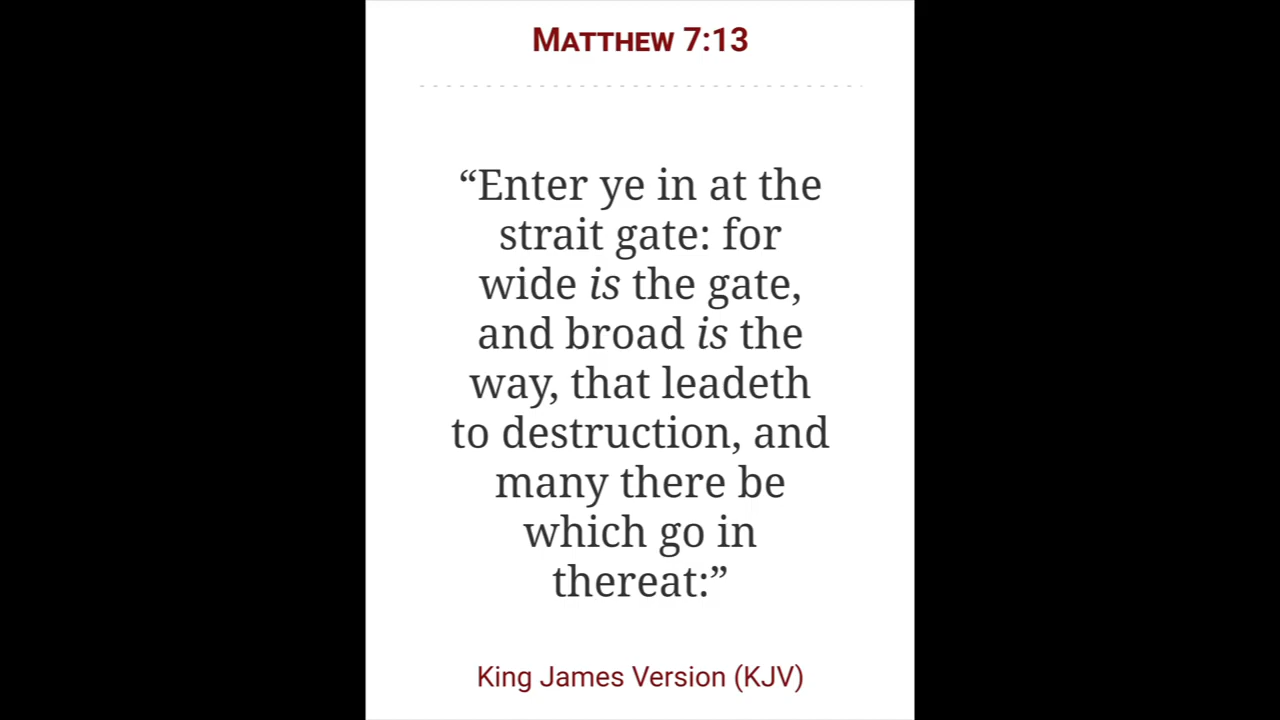 MATTHEW 7:13
“Enter ye in at the
strait gate: for
wide is the gate,
and broad is the
way, that leadeth
to destruction, and
many there be
which go in
thereat:”
King James Version (KJV)